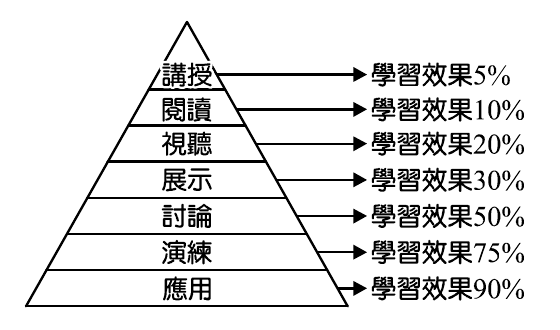 講授 學習效果5%
閱讀 學習效果10%
視聽 學習效果20%
展示 學習效果30%
討論 學習效果50%
演練 學習效果75%
應用 學習效果90%